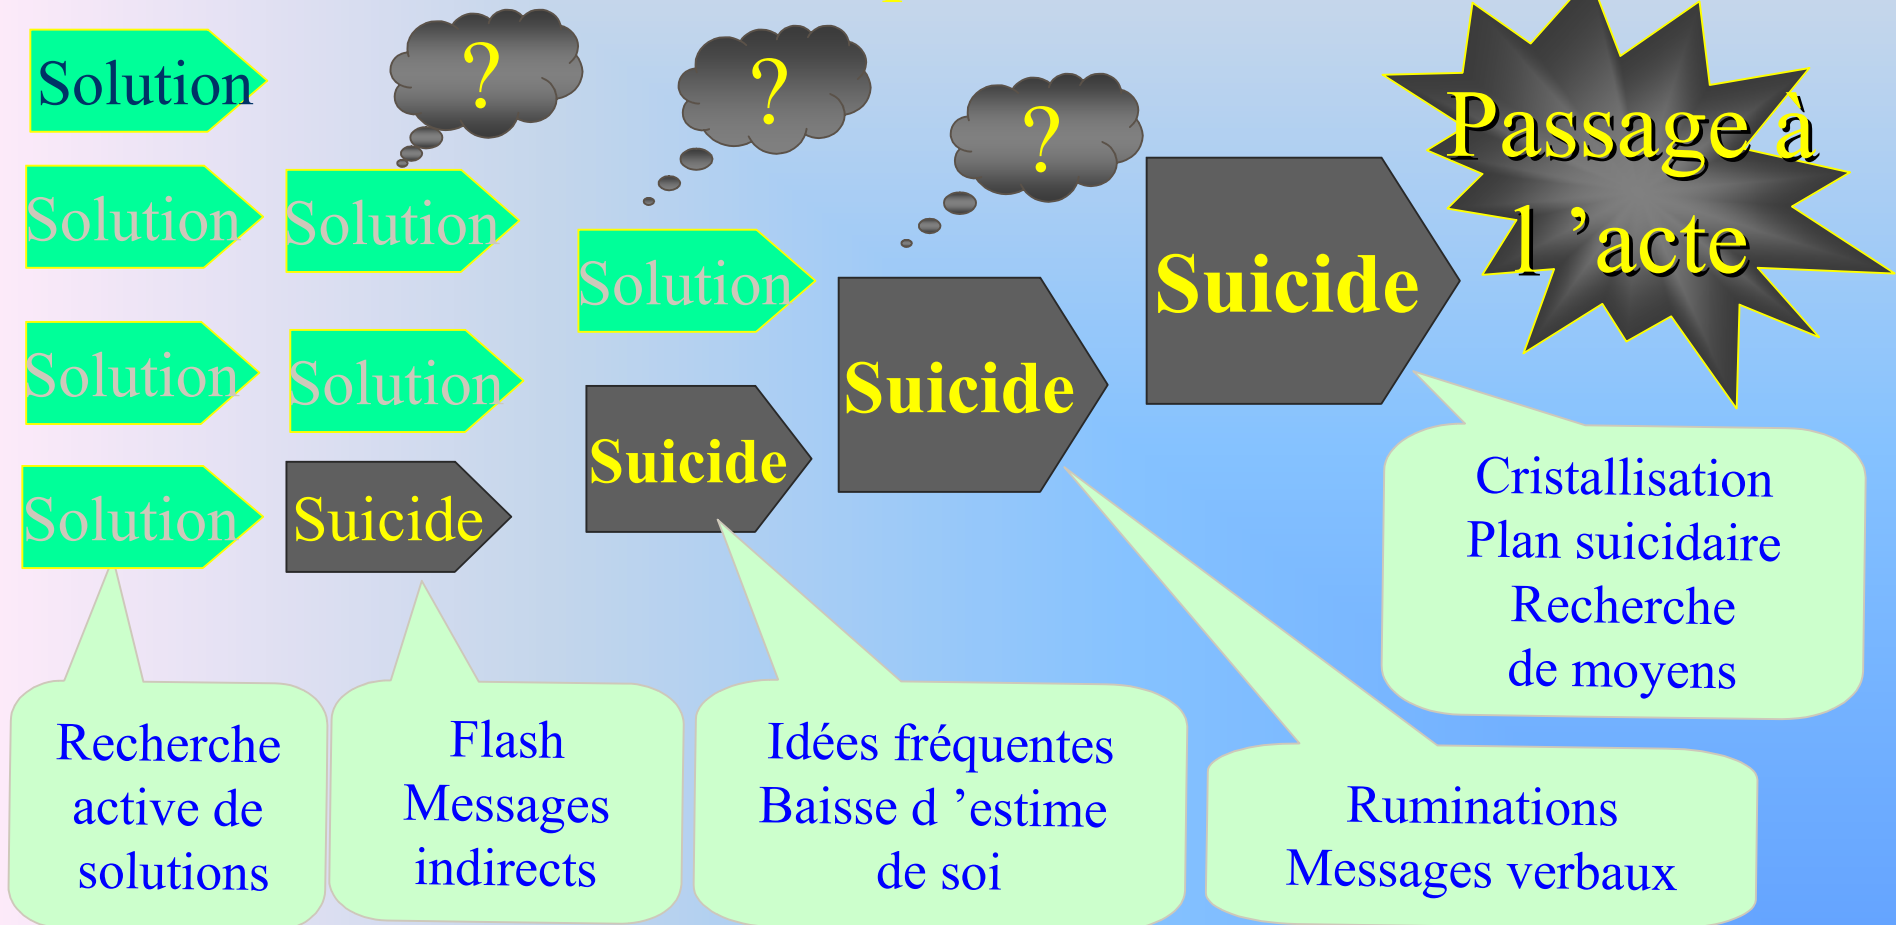 Solution
?
?
?
Passage à
l ’acte
Solution
Solution
Solution
Suicide
Solution
Solution
Suicide
Suicide
Solution
Suicide
Cristallisation
Plan suicidaire
Recherche
de moyens
Recherche
active de
solutions
Flash
Messages
indirects
Idées fréquentes
Baisse d ’estime
de soi
Ruminations
Messages verbaux